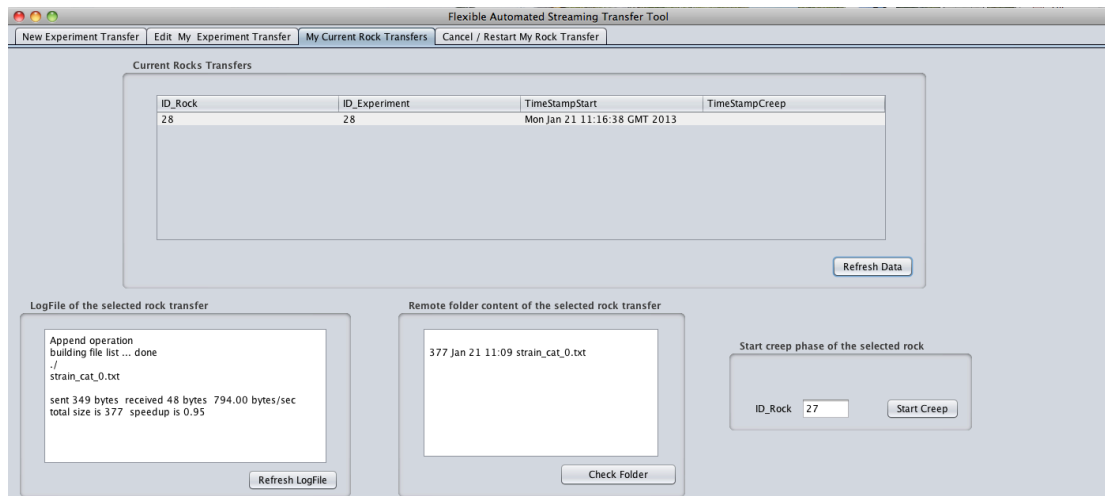 Flexible Automated Streaming Transfer Tool
New Experiment Transfer Edit My Experiment Transfer My Current Rock Transfers Cancel / Restart My Rock Transfer
Current Rocks Transfers
ID_Rock ID_Experiment TimeStampStart TimeStampCreep
28 28 Mon Jan 21 11:16:38 GMT 2013
Refresh Data
LogFile of the selected rock transfer
Append operation
building file list ... done
./
strain_cat_0.txt
sent 349 bytes received 48 bytes 794.00 bytes/sec
total size is 377 speedup is 0.95
Refresh LogFile
Remote folder content of the selected rock transfer
377 Jan 21 11:09 strain_cat_0.txt
Check Folder
Start creep phase of the selected rock
ID_Rock 27 Start Creep